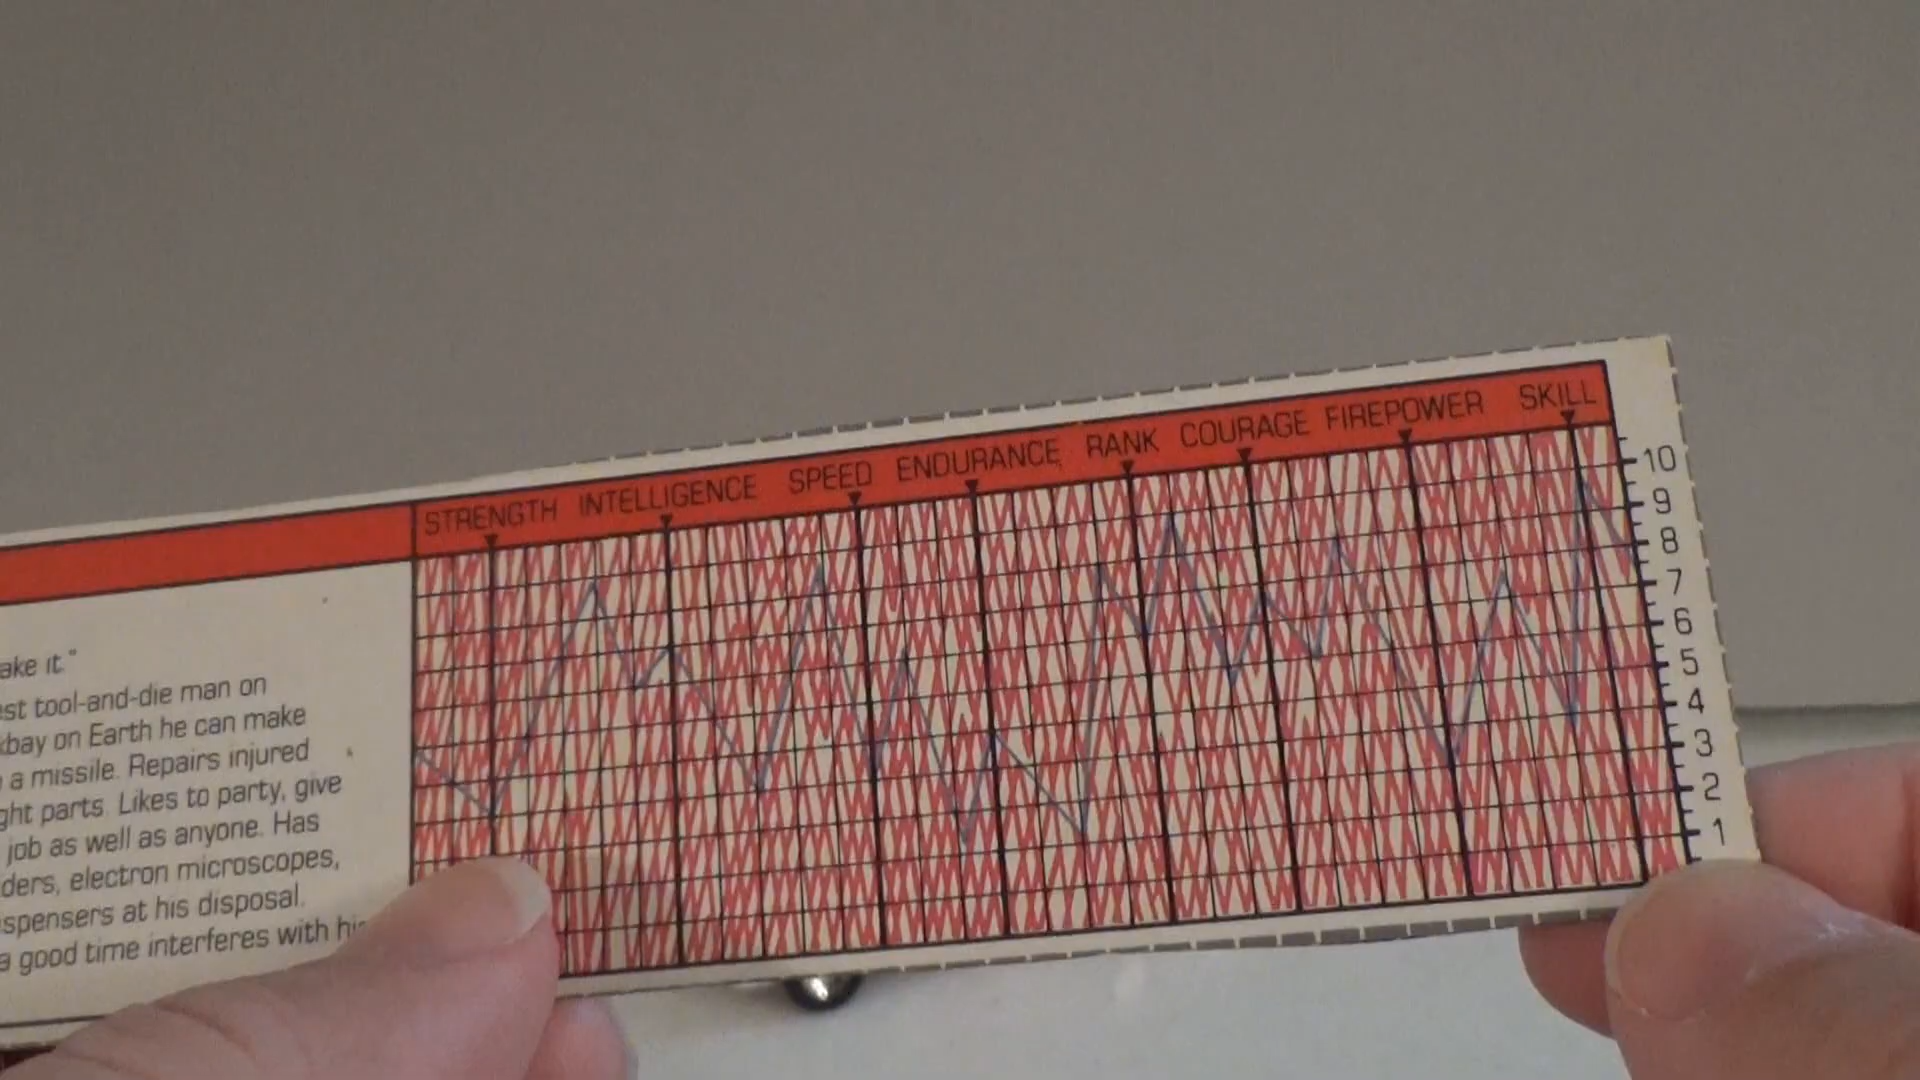 STRENGTH INTELLIGENCE SPEED ENDURANCE RANK COURAGE FIREPOWER SKILL
10
9
8
7
6
5
4
3
2
1
ake it."
st tool-and-die man on
kbay on Earth he can make
a missile. Repairs injured
ght parts. Likes to party, give
job as well as anyone. Has
ders, electron microscopes,
spensers at his disposal.
a good time interferes with hi